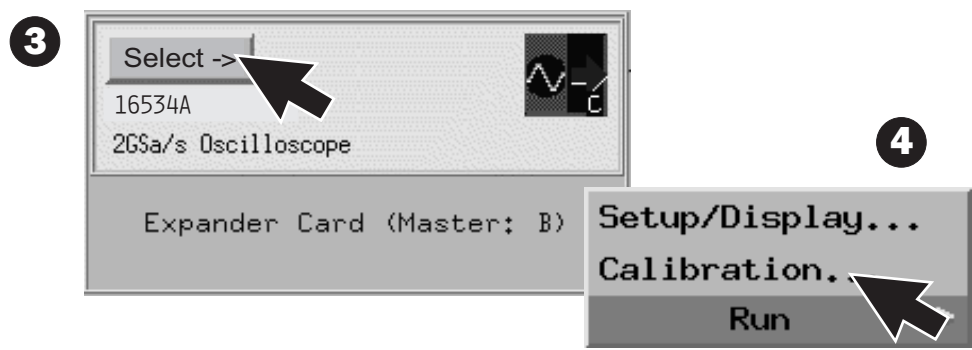 3
Select ->
16534A
C
2GSa/s Oscilloscope
Expander Card (Master: B)
4
Setup/Display...
Calibration..
Run